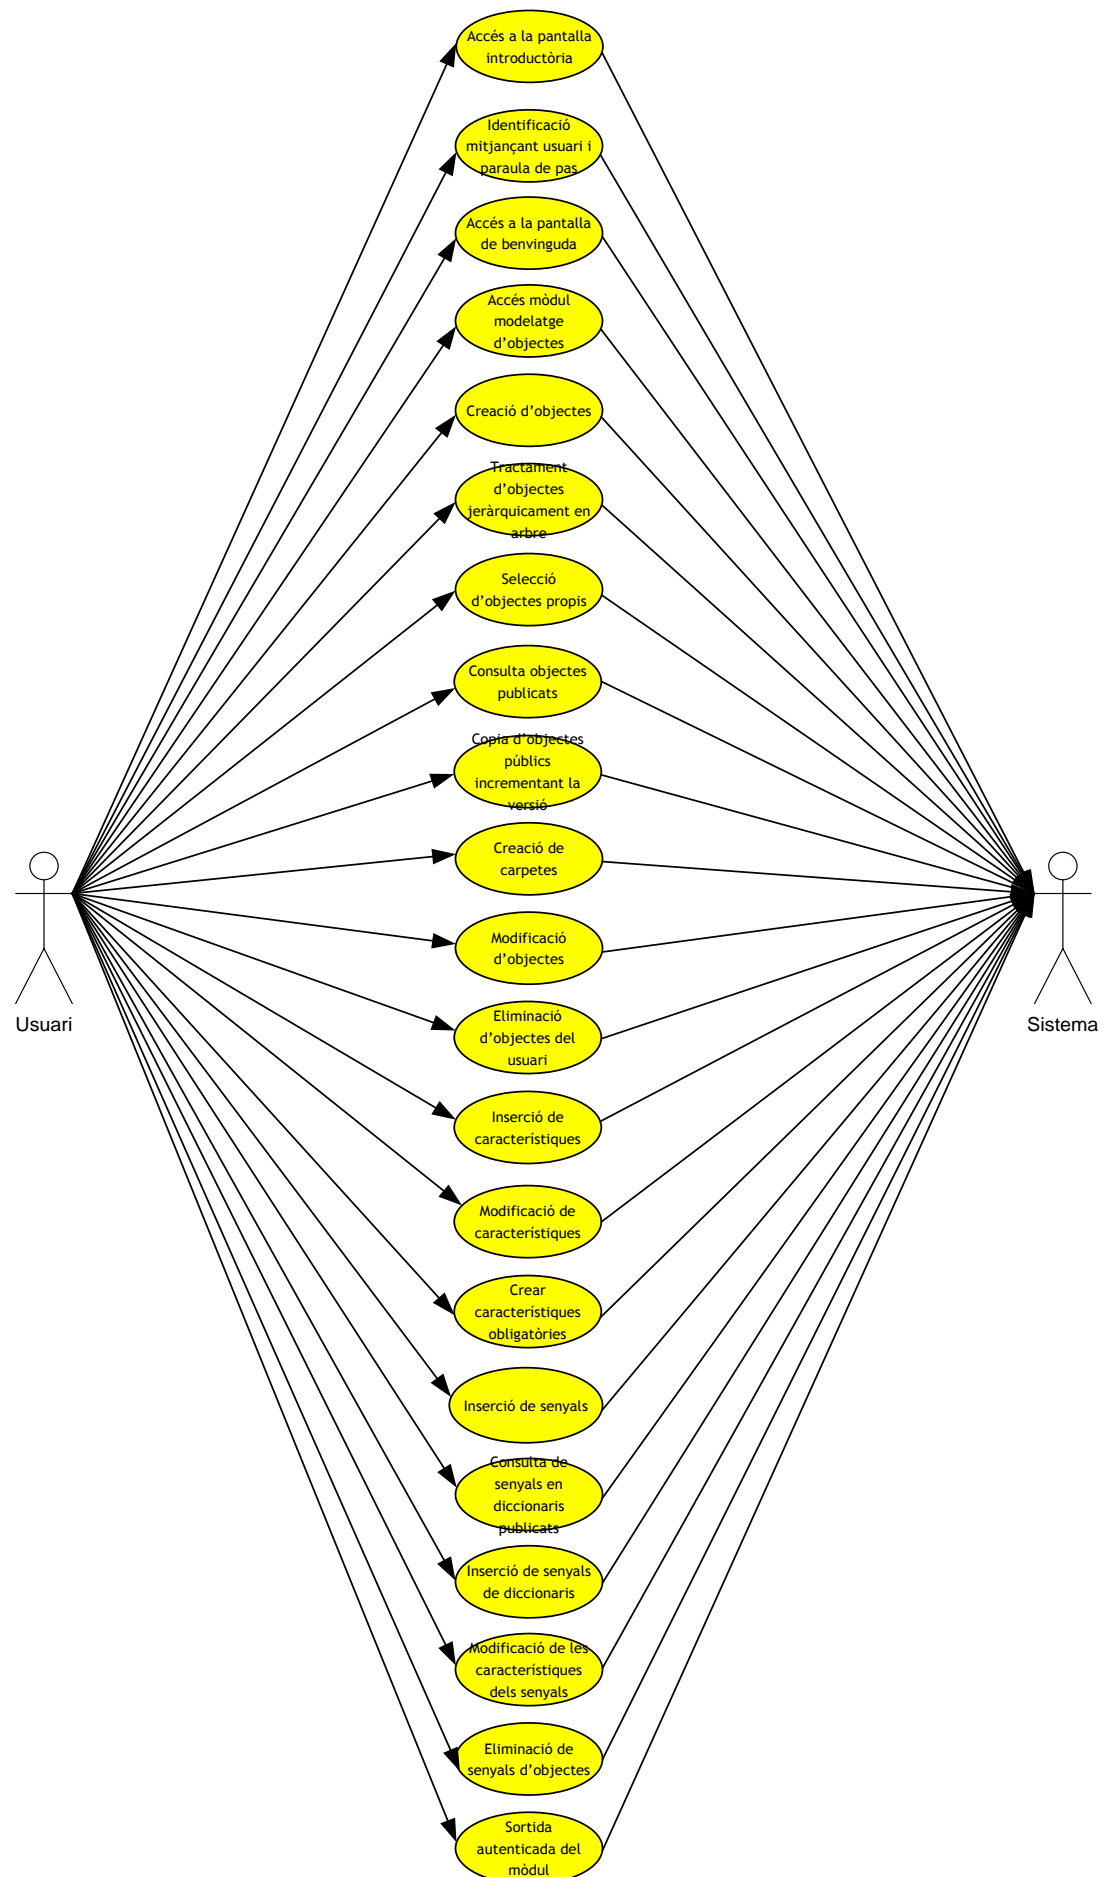 Accés a la pantalla
introductòria
Identificació
mitjançant usuari i
paraula de pas
Accés a la pantalla
de benvinguda
Accés mòdul
modelatge
d’objectes
Creació d’objectes
Tractament
d’objectes
jeràrquicament en
arbre
Selecció
d’objectes propis
Consulta objectes
publicats
Copia d’objectes
públics
incrementant la
versió
Creació de
carpetes
Modificació
d’objectes
Usuari
Sistema
Eliminació
d’objectes del
usuari
Inserció de
característiques
Modificació de
característiques
Crear
característiques
obligatòries
Inserció de senyals
Consulta de
senyals en
diccionaris
publicats
Inserció de senyals
de diccionaris
Modificació de les
característiques
dels senyals
Eliminació de
senyals d’objectes
Sortida
autenticada del
mòdul